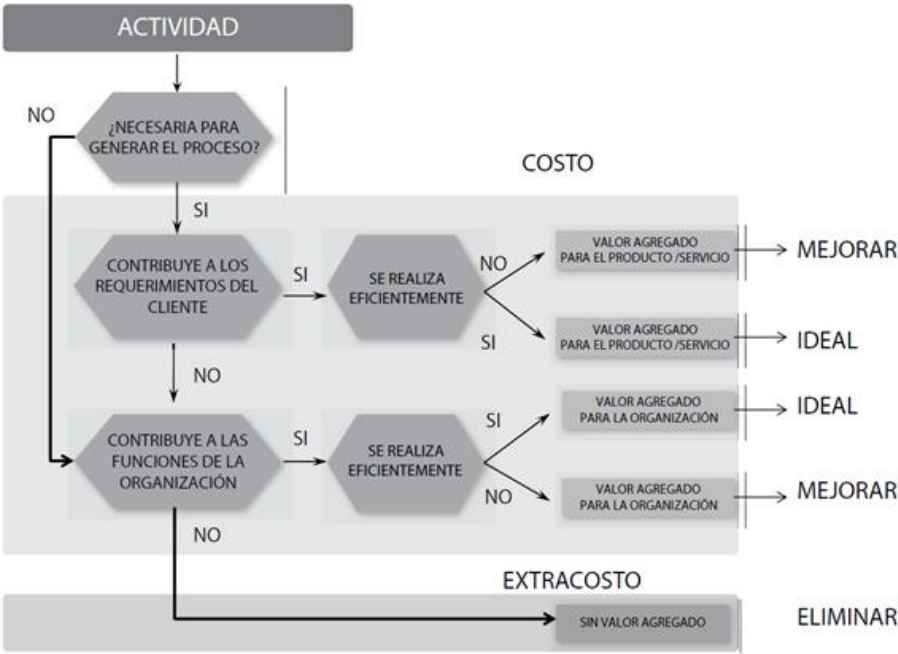 ACTIVIDAD
NO
¿NECESARIA PARA
GENERAR EL PROCESO?
COSTO
SI
CONTRIBUYE A LOS
REQUERIMIENTOS DEL
CLIENTE
SI
SE REALIZA
EFICIENTEMENTE
NO
VALOR AGREGADO
PARA EL PRODUCTO /SERVICIO
MEJORAR
SI
VALOR AGREGADO
PARA EL PRODUCTO /SERVICIO
IDEAL
NO
CONTRIBUYE A LAS
FUNCIONES DE LA
ORGANIZACIÓN
SI
SE REALIZA
EFICIENTEMENTE
SI
VALOR AGREGADO
PARA LA ORGANIZACIÓN
IDEAL
NO
VALOR AGREGADO
PARA LA ORGANIZACIÓN
MEJORAR
NO
EXTRACOSTO
SIN VALOR AGREGADO
ELIMINAR